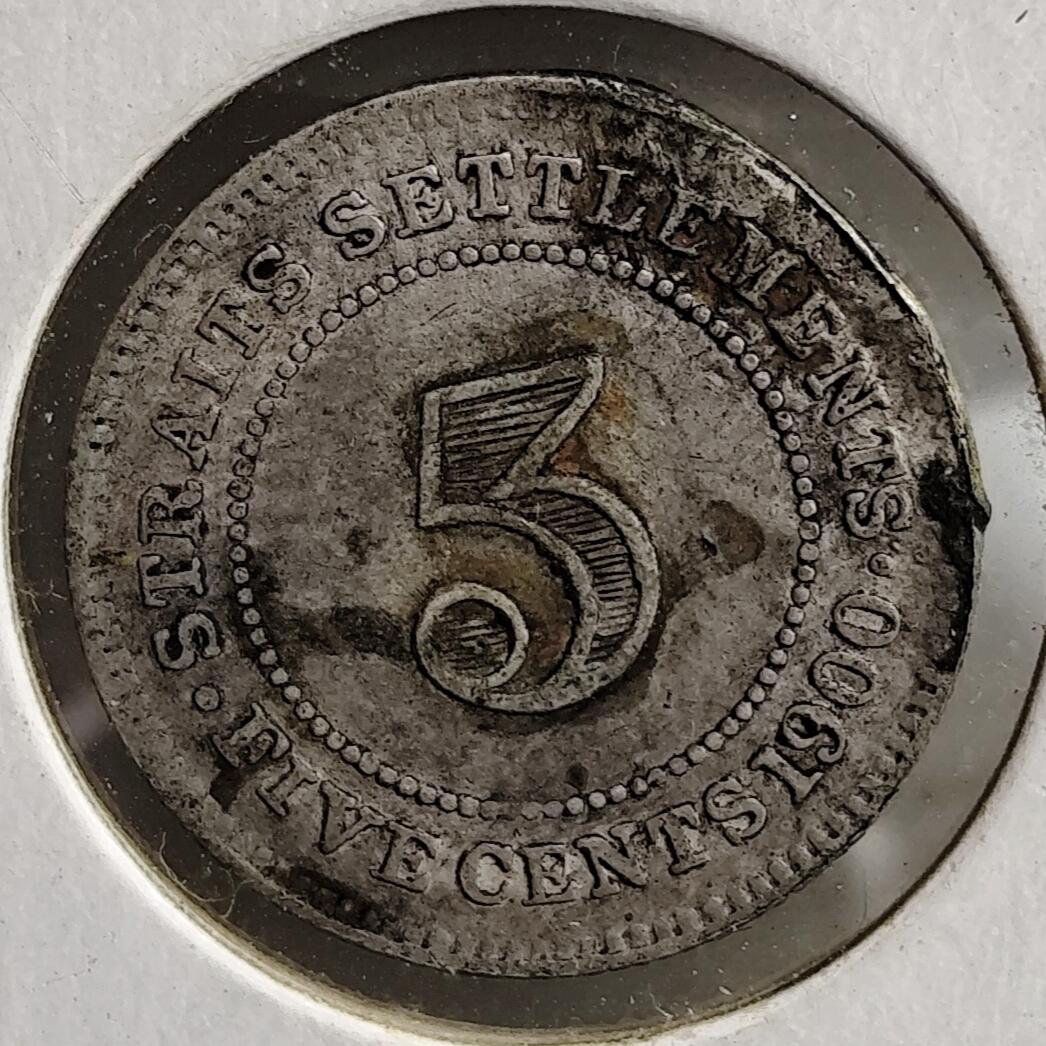 · STRAITS SETTLEMENTS ·
FIVE CENTS 1900
5